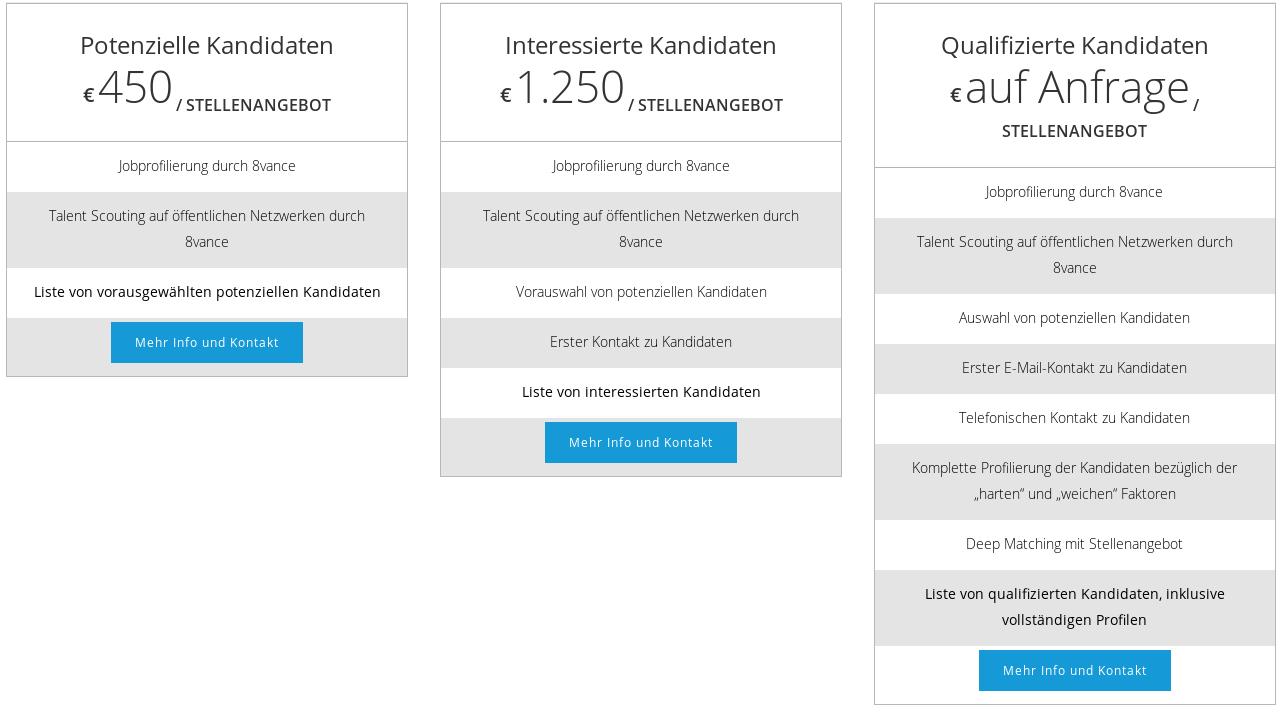 Potenzielle Kandidaten
€ 450 / STELLENANGEBOT
Jobprofilierung durch 8vance
Talent Scouting auf öffentlichen Netzwerken durch
8vance
Liste von vorausgewählten potenziellen Kandidaten
Mehr Info und Kontakt
Interessierte Kandidaten
€ 1.250 / STELLENANGEBOT
Jobprofilierung durch 8vance
Talent Scouting auf öffentlichen Netzwerken durch
8vance
Vorauswahl von potenziellen Kandidaten
Erster Kontakt zu Kandidaten
Liste von interessierten Kandidaten
Mehr Info und Kontakt
Qualifizierte Kandidaten
€ auf Anfrage /
STELLENANGEBOT
Jobprofilierung durch 8vance
Talent Scouting auf öffentlichen Netzwerken durch
8vance
Auswahl von potenziellen Kandidaten
Erster E-Mail-Kontakt zu Kandidaten
Telefonischen Kontakt zu Kandidaten
Komplette Profilierung der Kandidaten bezüglich der
„harten“ und „weichen“ Faktoren
Deep Matching mit Stellenangebot
Liste von qualifizierten Kandidaten, inklusive
vollständigen Profilen
Mehr Info und Kontakt